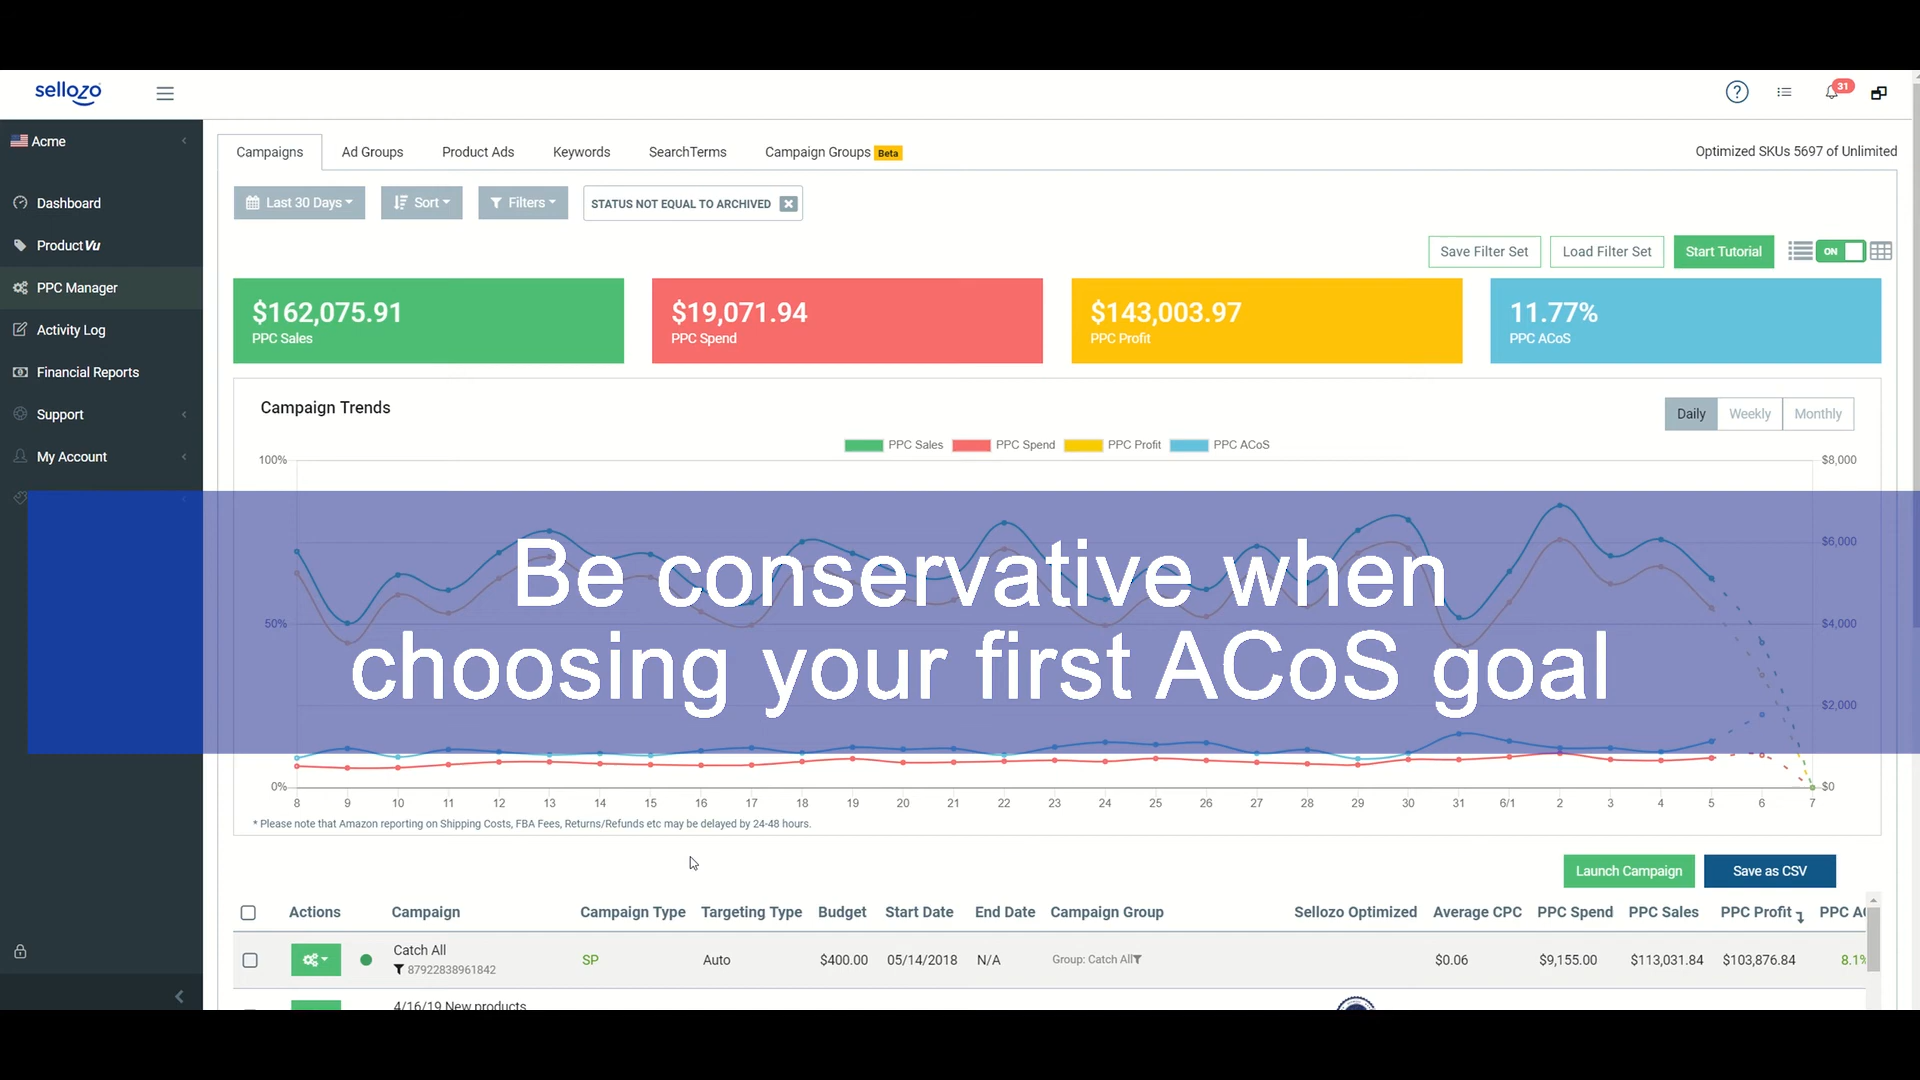 sellozo
31
Acme
Dashboard
ProductVu
PPC Manager
Activity Log
Financial Reports
Support
My Account
Campaigns
Ad Groups
Product Ads
Keywords
SearchTerms
Campaign Groups Beta
Optimized SKUs 5697 of Unlimited
Last 30 Days
Sort
Filters
STATUS NOT EQUAL TO ARCHIVED
Save Filter Set
Load Filter Set
Start Tutorial
ON
$162,075.91
PPC Sales
$19,071.94
PPC Spend
$143,003.97
PPC Profit
11.77%
PPC ACoS
Campaign Trends
Daily Weekly Monthly
PPC Sales PPC Spend PPC Profit PPC ACoS
100% $8,000
$6,000
50% $4,000
$2,000
0% $0
Be conservative when
choosing your first ACoS goal
8 9 10 11 12 13 14 15 16 17 18 19 20 21 22 23 24 25 26 27 28 29 30 31 6/1 2 3 4 5 6 7
* Please note that Amazon reporting on Shipping Costs, FBA Fees, Returns/Refunds etc may be delayed by 24-48 hours.
Launch Campaign
Save as CSV
Actions Campaign Campaign Type Targeting Type Budget Start Date End Date Campaign Group Sellozo Optimized Average CPC PPC Spend PPC Sales PPC Profit PPC AC
Catch All
87922838961842
SP Auto $400.00 05/14/2018 N/A Group: Catch All $0.06 $9,155.00 $113,031.84 $103,876.84 8.1%
4/16/19 New products